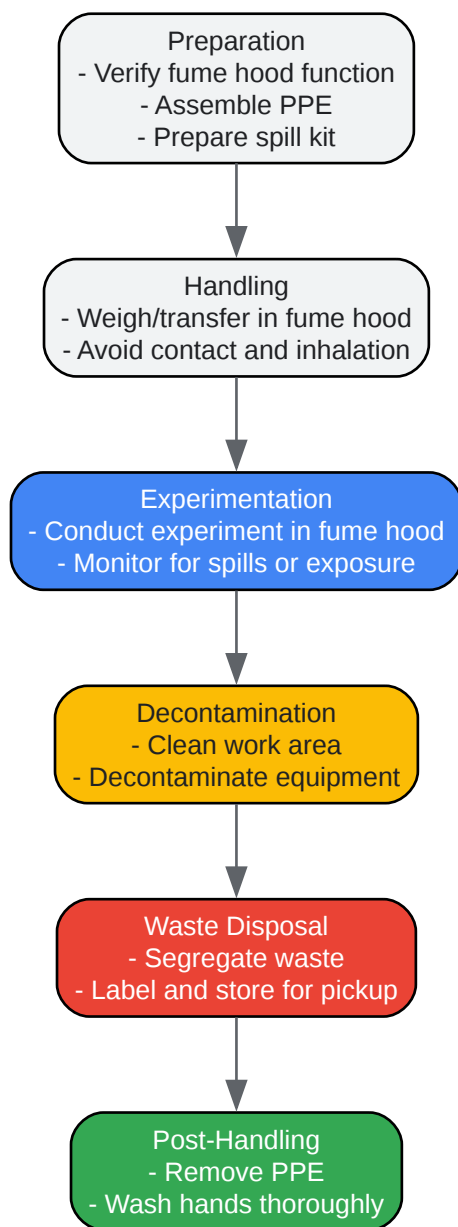 Preparation
- Verify fume hood function
- Assemble PPE
- Prepare spill kit
Handling
- Weigh/transfer in fume hood
- Avoid contact and inhalation
Experimentation
- Conduct experiment in fume hood
- Monitor for spills or exposure
Decontamination
- Clean work area
- Decontaminate equipment
Waste Disposal
- Segregate waste
- Label and store for pickup
Post-Handling
- Remove PPE
- Wash hands thoroughly